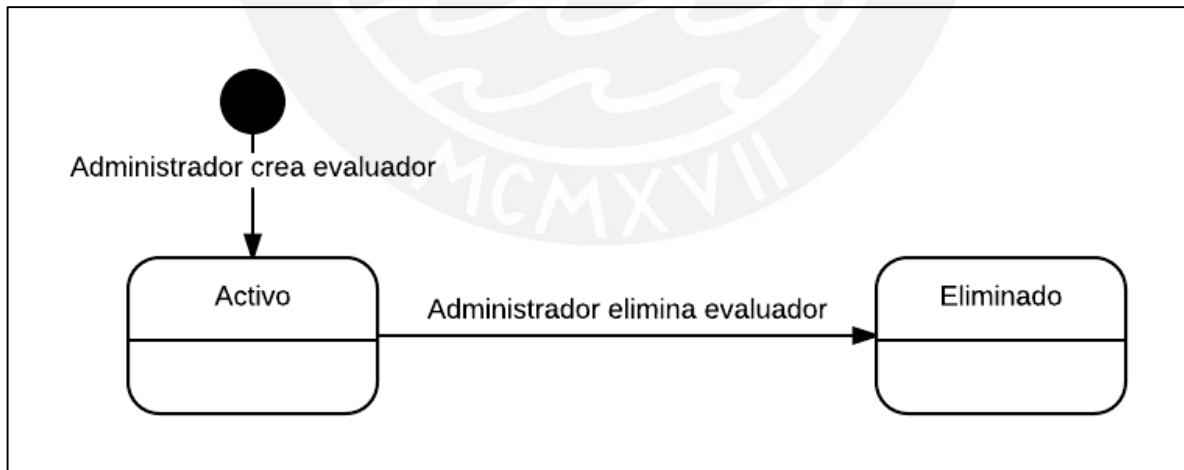 Administrador crea evaluador
MCMXVII
Activo
Administrador elimina evaluador
Eliminado